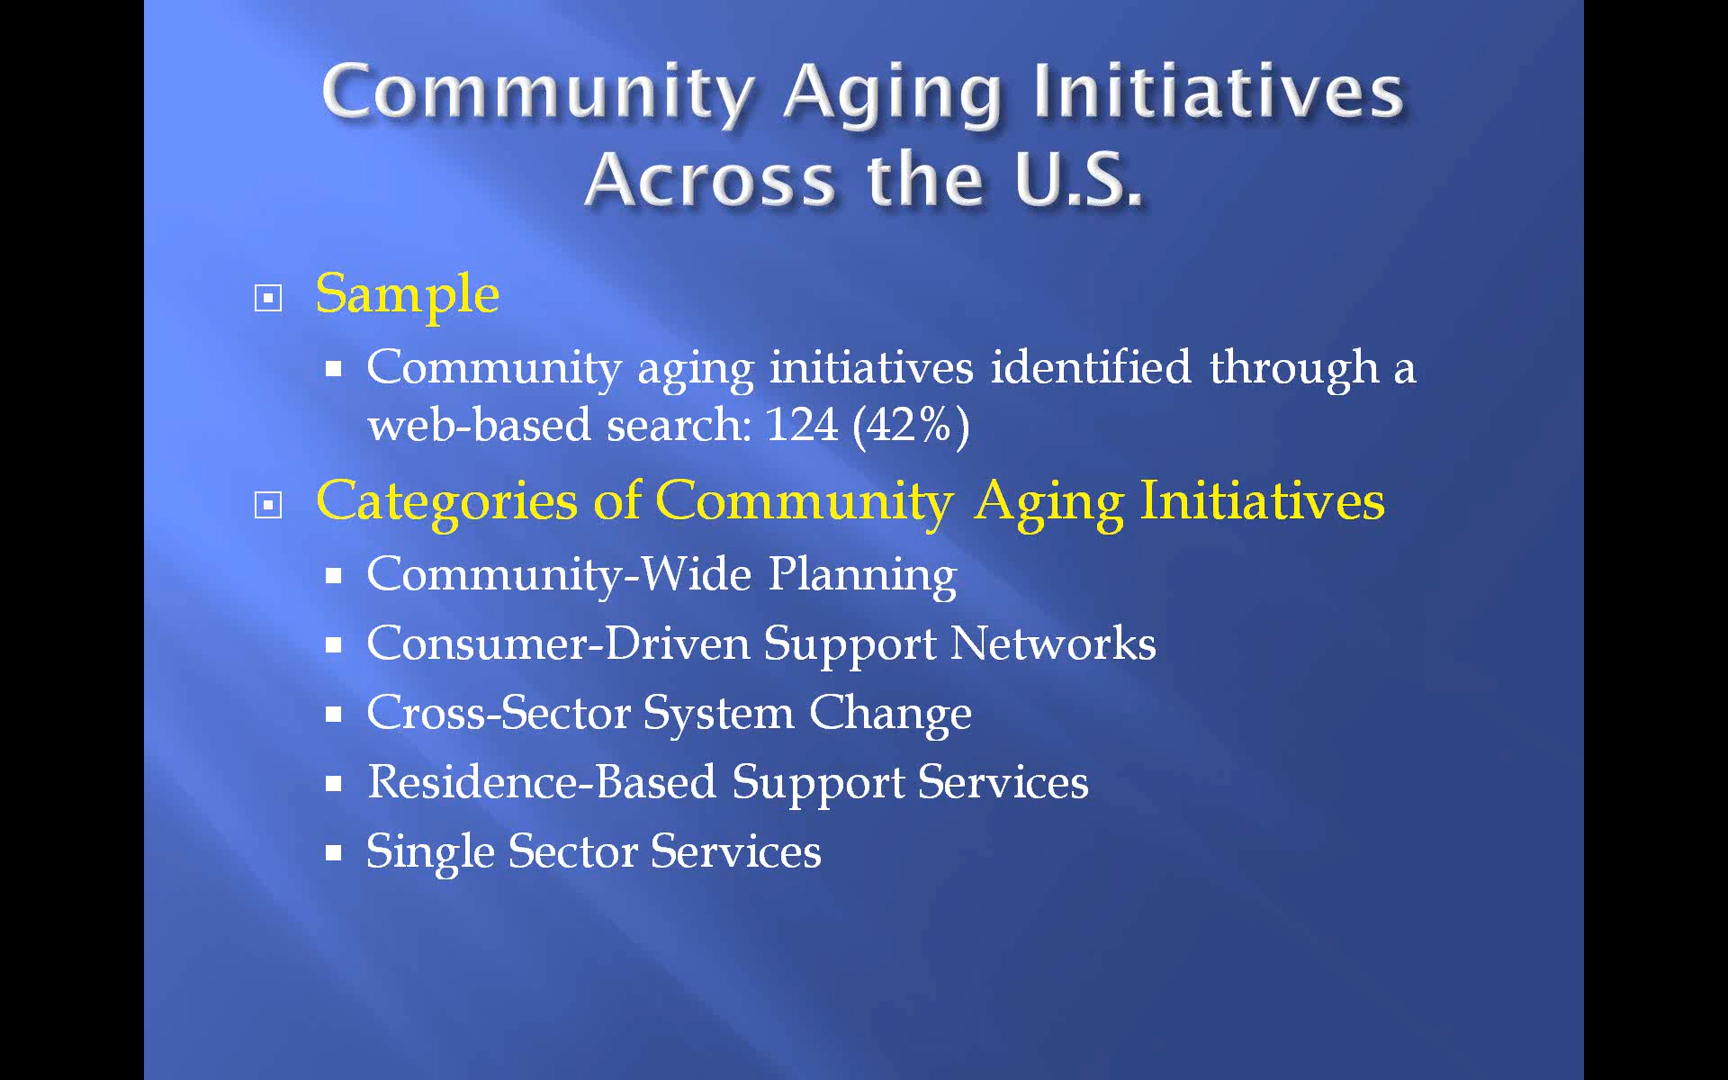 Community Aging Initiatives
Across the U.S.
Sample
Community aging initiatives identified through a
web-based search: 124 (42%)
Categories of Community Aging Initiatives
Community-Wide Planning
Consumer-Driven Support Networks
Cross-Sector System Change
Residence-Based Support Services
Single Sector Services